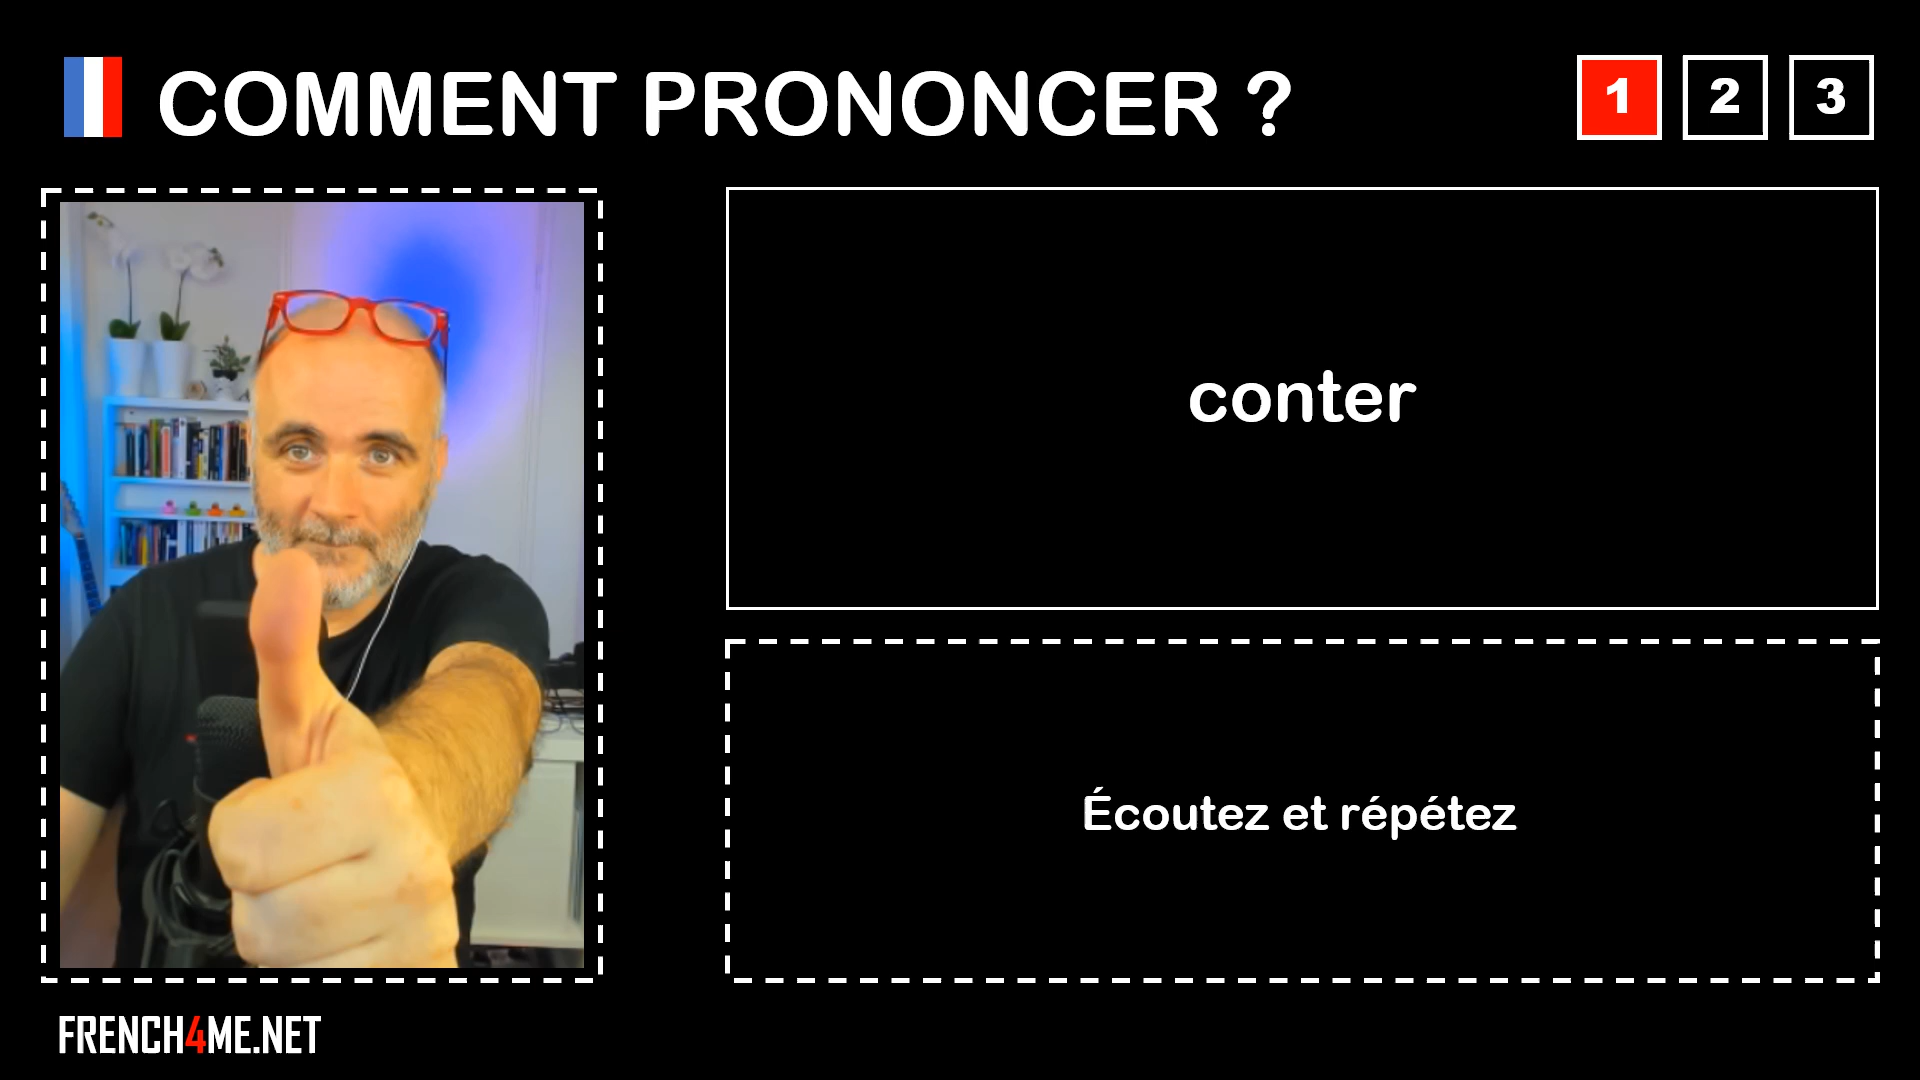 COMMENT PRONONCER ?
1 2 3
conter
Écoutez et répétez
FRENCH4ME.NET